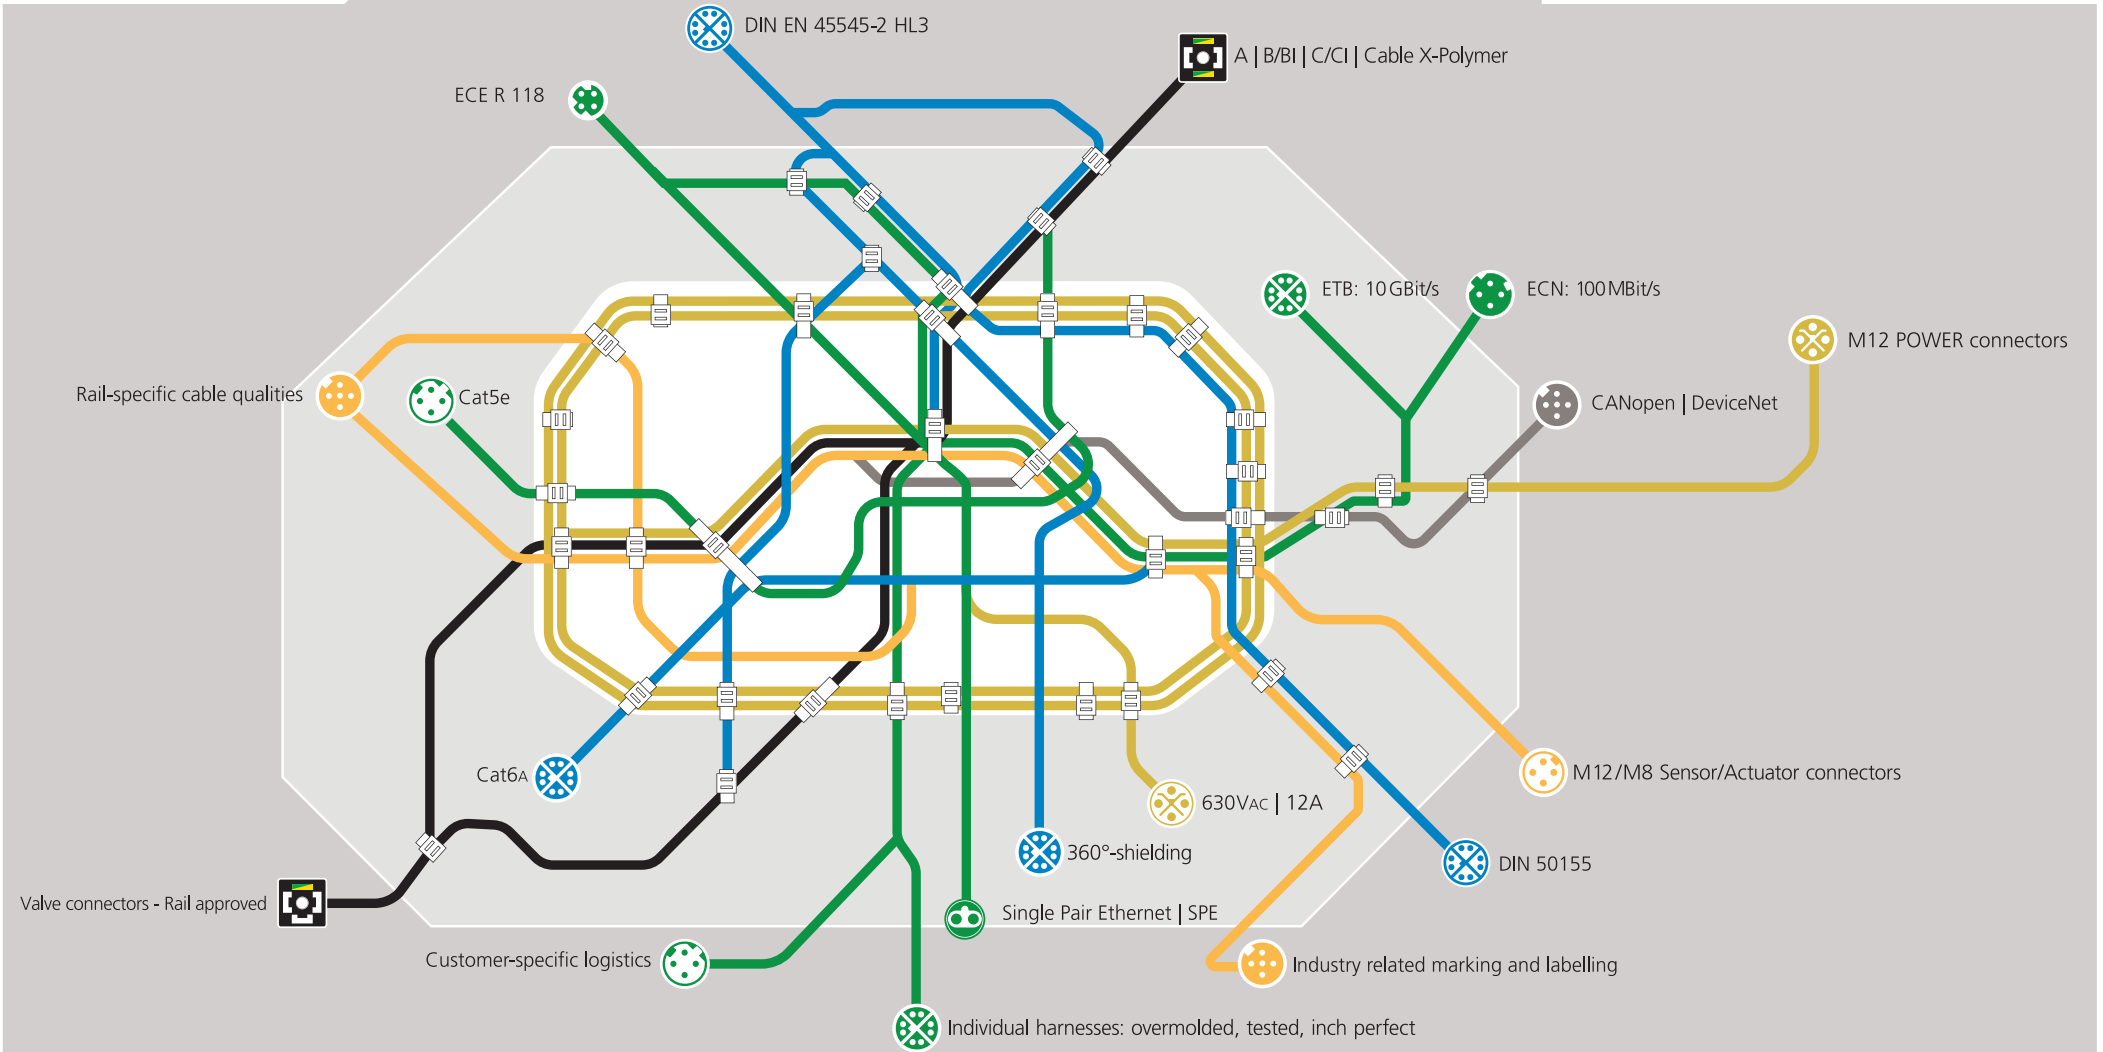 DIN EN 45545-2 HL3
A | B/BI | C/CI | Cable X-Polymer
ECE R 118
ETB: 10 GBit/s
ECN: 100 MBit/s
M12 POWER connectors
Rail-specific cable qualities
Cat5e
CANopen | DeviceNet
Cat6A
630VAC | 12A
M12/M8 Sensor/Actuator connectors
360°-shielding
DIN 50155
Valve connectors - Rail approved
Single Pair Ethernet | SPE
Customer-specific logistics
Industry related marking and labelling
Individual harnesses: overmolded, tested, inch perfect